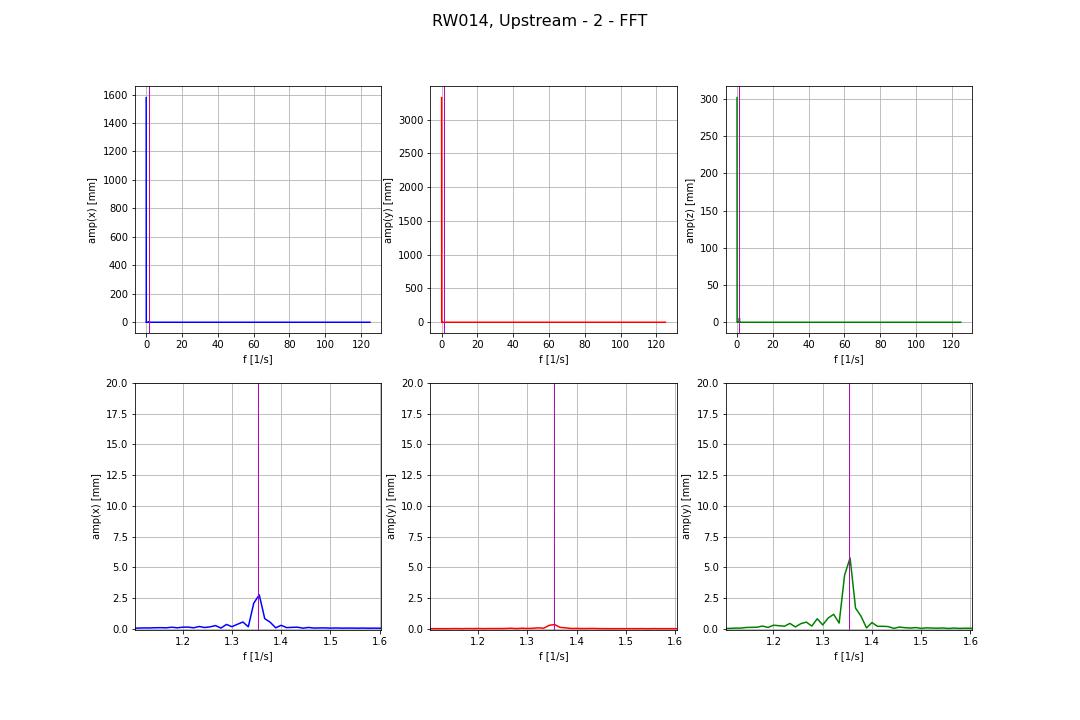 RW014, Upstream - 2 - FFT
amp(x) [mm]
1600
1400
1200
1000
800
600
400
200
0
0 20 40 60 80 100 120
f [1/s]
amp(y) [mm]
3000
2500
2000
1500
1000
500
0
0 20 40 60 80 100 120
f [1/s]
amp(z) [mm]
300
250
200
150
100
50
0
0 20 40 60 80 100 120
f [1/s]
amp(x) [mm]
20.0
17.5
15.0
12.5
10.0
7.5
5.0
2.5
0.0
1.2 1.3 1.4 1.5 1.6
f [1/s]
amp(y) [mm]
20.0
17.5
15.0
12.5
10.0
7.5
5.0
2.5
0.0
1.2 1.3 1.4 1.5 1.6
f [1/s]
amp(y) [mm]
20.0
17.5
15.0
12.5
10.0
7.5
5.0
2.5
0.0
1.2 1.3 1.4 1.5 1.6
f [1/s]